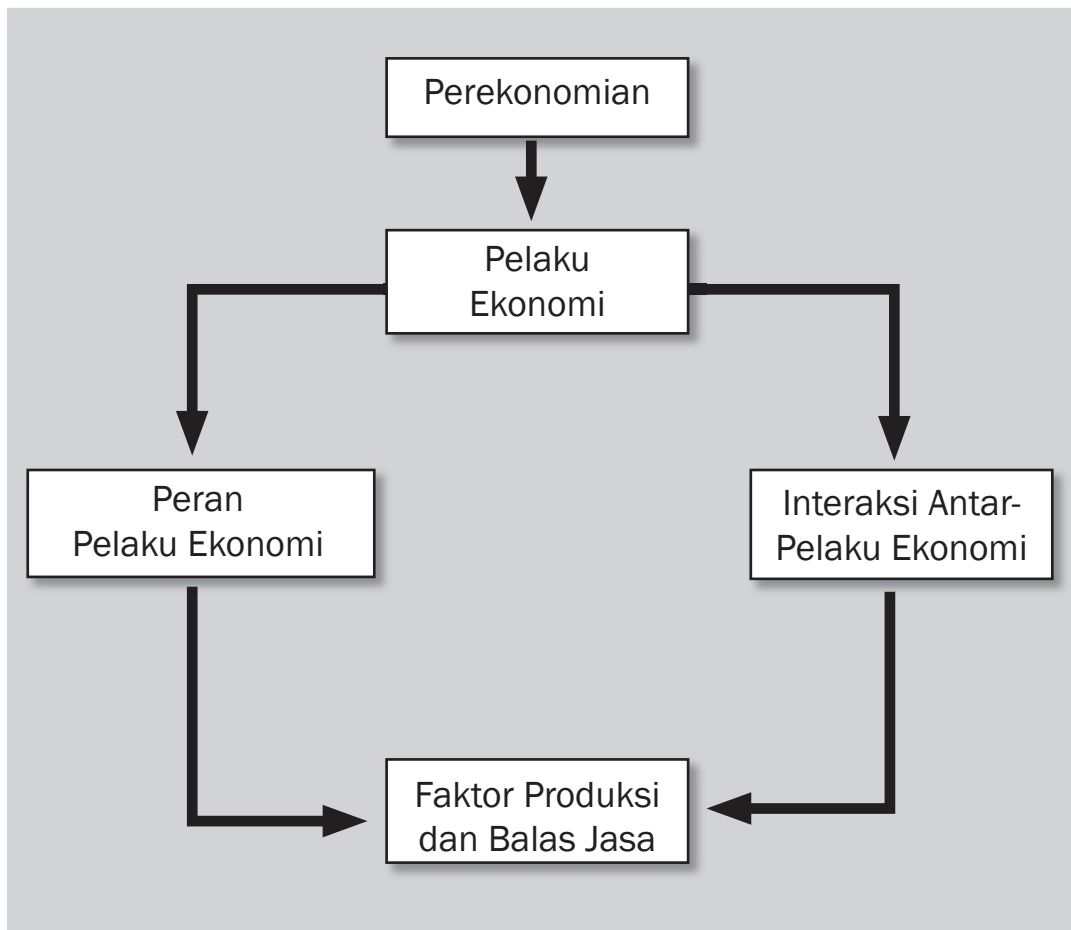 Perekonomian
Pelaku
Ekonomi
Peran
Pelaku Ekonomi
Interaksi Antar-
Pelaku Ekonomi
Faktor Produksi
dan Balas Jasa